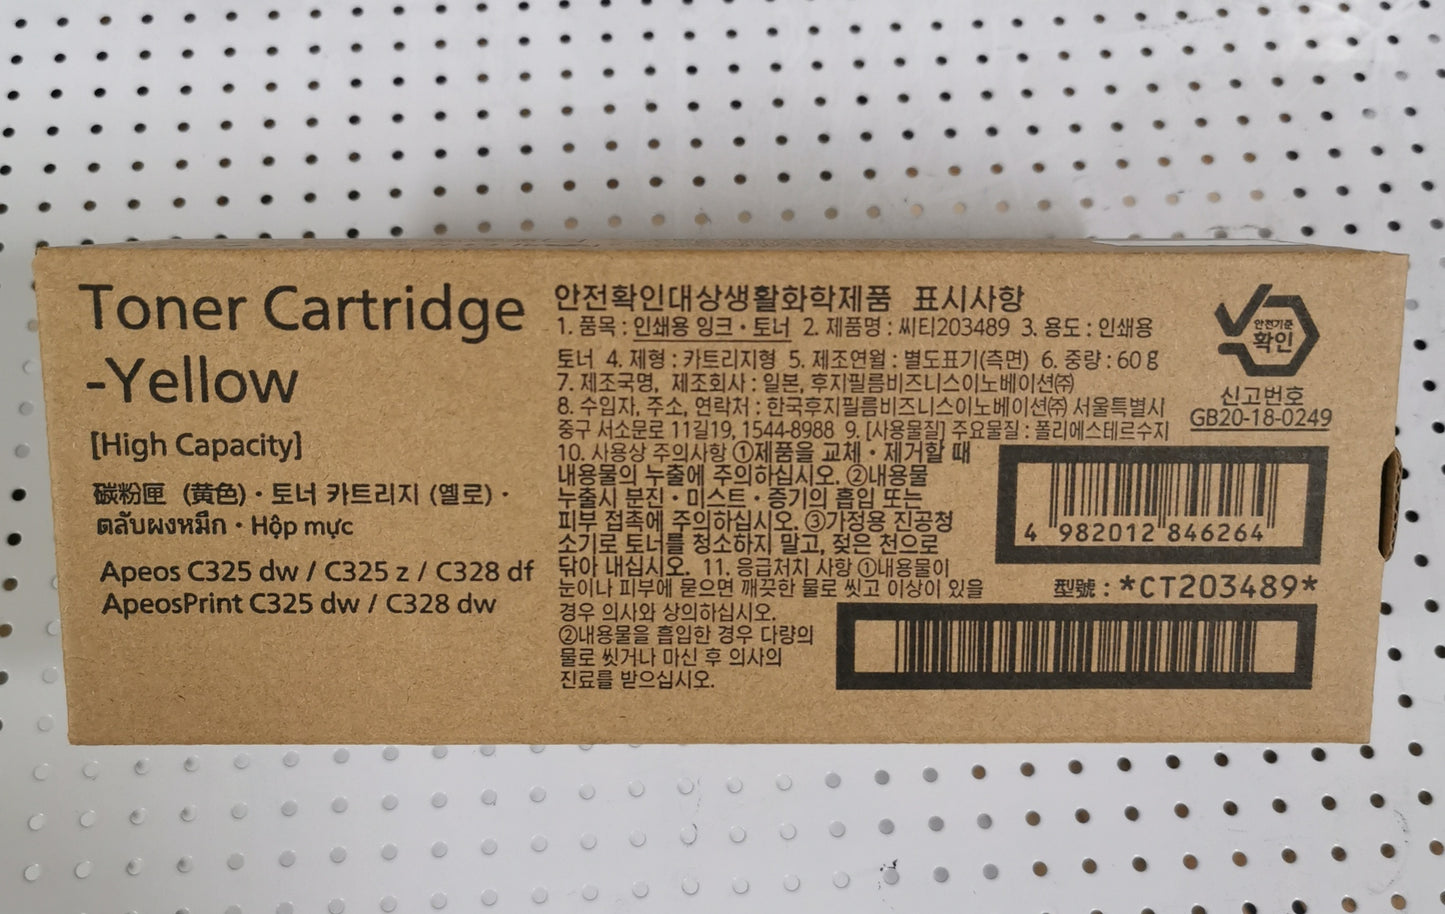 Toner Cartridge
-Yellow
[High Capacity]
碳粉匣 (黄色)・토너 카트리지 (옐로)・
ตลับผงหมึก・Hộp mực
Apeos C325 dw / C325 z / C328 df
ApeosPrint C325 dw / C328 dw
안전확인대상생활화학제품 표시사항
1. 품목 : 인쇄용 잉크・토너 2. 제품명 : 씨티203489 3. 용도 : 인쇄용
토너 4. 제형 : 카트리지형 5. 제조연월 : 별도표기(측면) 6. 중량 : 60 g
7. 제조국명, 제조회사 : 일본, 후지필름비즈니스이노베이션㈜
8. 수입자, 주소, 연락처 : 한국후지필름비즈니스이노베이션㈜ 서울특별시
중구 서소문로 11길19, 1544-8988 9. [사용물질] 주요물질 : 폴리에스테르수지
10. 사용상 주의사항 ①제품을 교체・제거할 때
내용물의 누출에 주의하십시오. ②내용물
누출시 분진・미스트・증기의 흡입 또는
피부 접촉에 주의하십시오. ③가정용 진공청
소기로 토너를 청소하지 말고, 젖은 천으로
닦아 내십시오. 11. 응급처치 사항 ①내용물이
눈이나 피부에 묻으면 깨끗한 물로 씻고 이상이 있을
경우 의사와 상의하십시오.
②내용물을 흡입한 경우 다량의
물로 씻거나 마신 후 의사의
진료를 받으십시오.
안전기준
확인
신고번호
GB20-18-0249
4 982012 846264
型號 : *CT203489*